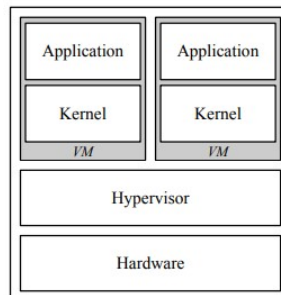 Application
Application
Kernel
Kernel
VM
VM
Hypervisor
Hardware